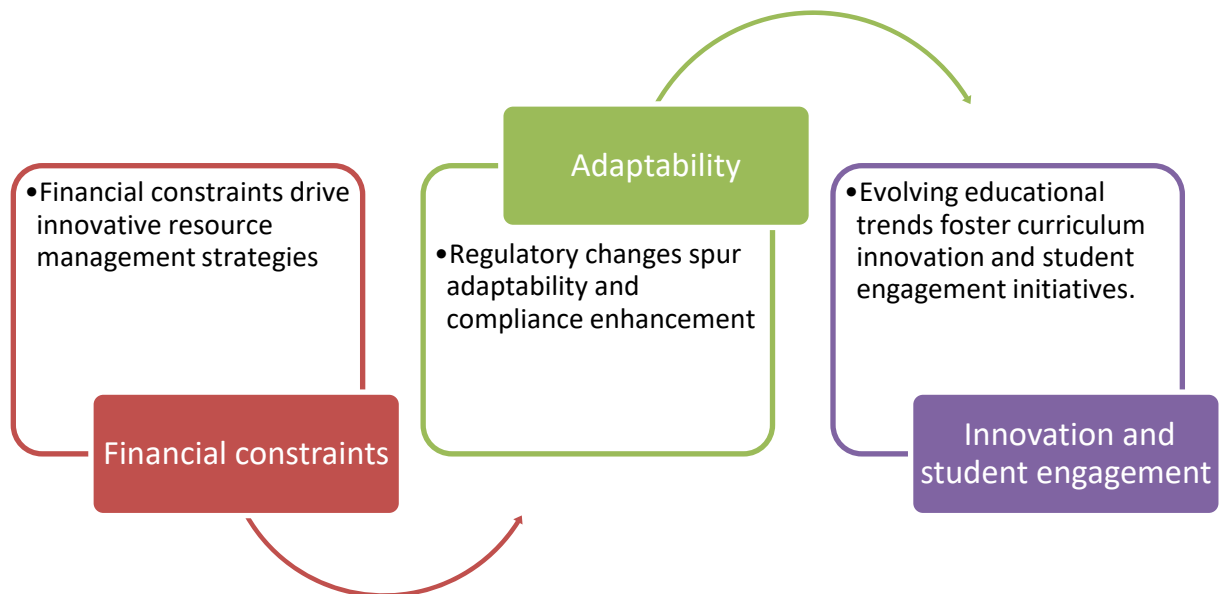 •Financial constraints drive
innovative resource
management strategies
Financial constraints
Adaptability
•Regulatory changes spur
adaptability and
compliance enhancement
•Evolving educational
trends foster curriculum
innovation and student
engagement initiatives.
Innovation and
student engagement